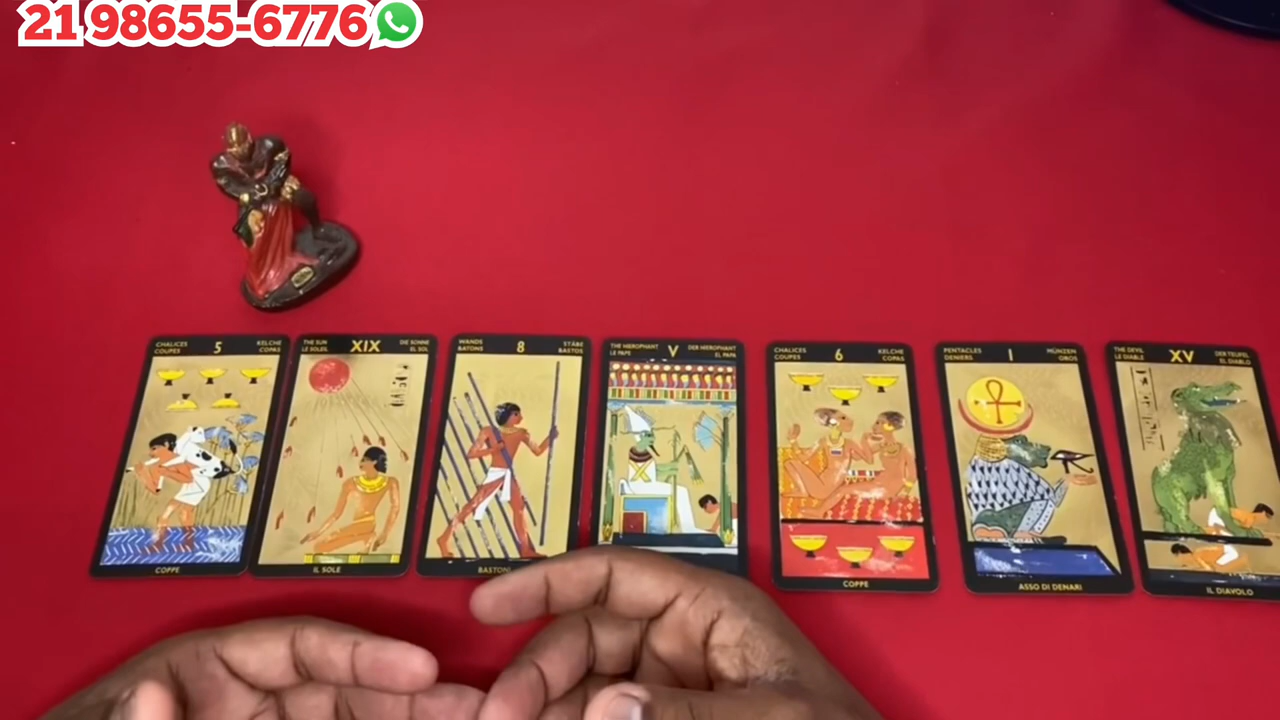 21 98655-6776
CHALICES 5 KELCHE
COUPES COPAS
COPPE
THE SUN XIX DIE SONNE
LE SOLEIL EL SOL
IL SOLE
WANDS 8 STÄBE
BATONS BASTOS
BASTONI
THE HIEROPHANT V DER HIEROPHANT
LE PAPE EL PAPA
CHALICES 6 KELCHE
COUPES COPAS
COPPE
PENTACLES I MÜNZEN
DENIERS OROS
ASSO DI DENARI
THE DEVIL XV DER TEUFEL
LE DIABLE EL DIABLO
IL DIAVOLO